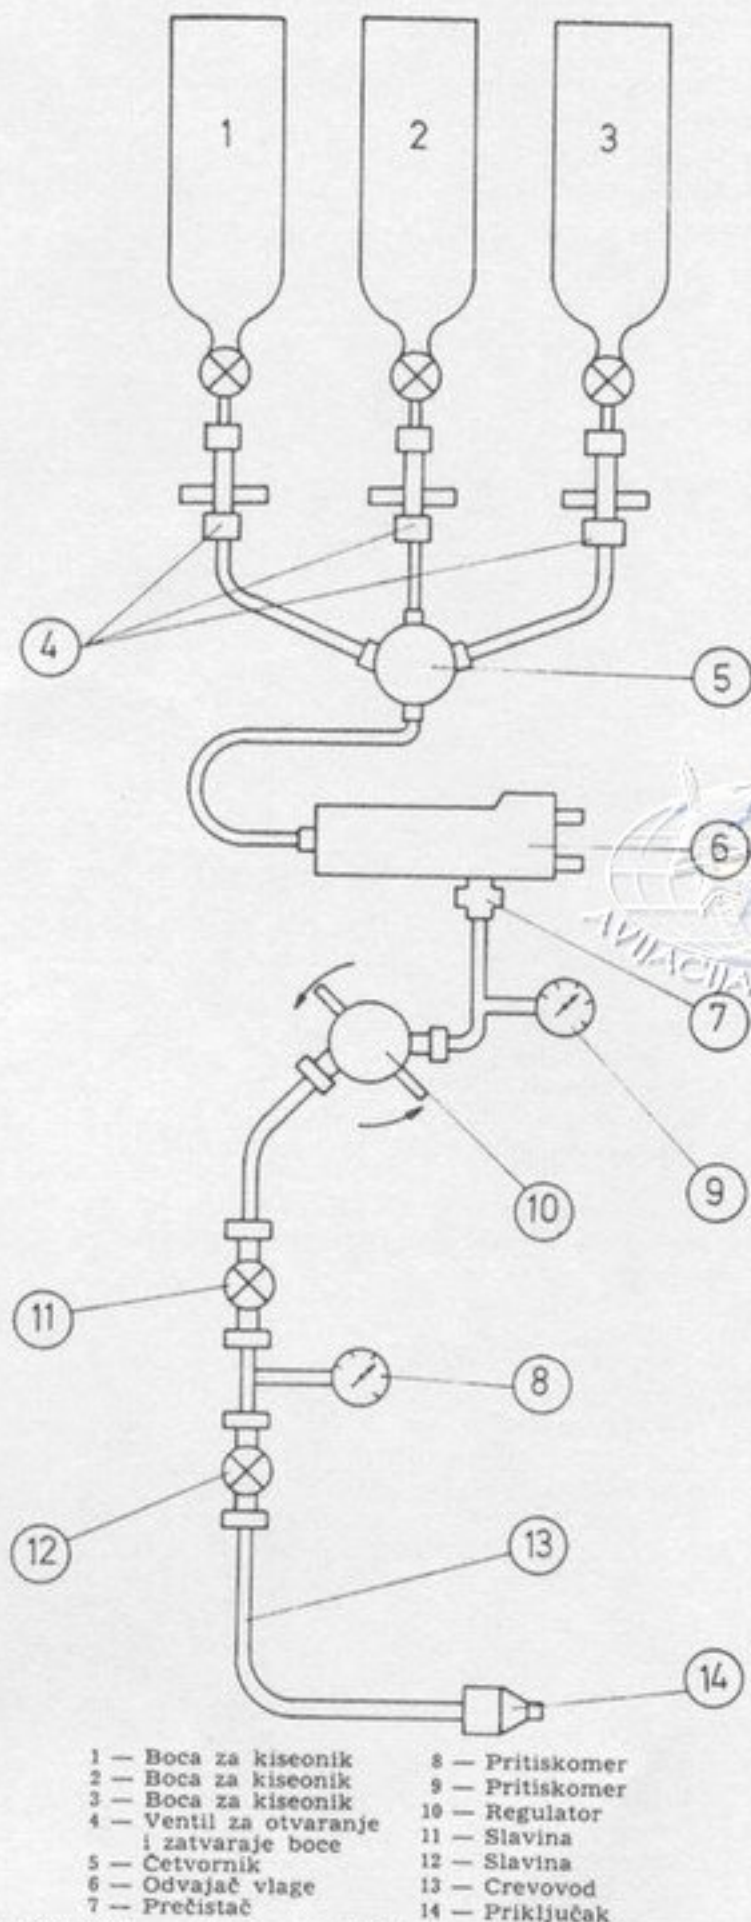 1
2
3
4
5
6
AVIJACIJA
7
9
10
11
8
12
13
14
1 — Boca za kiseonik
2 — Boca za kiseonik
3 — Boca za kiseonik
4 — Ventil za otvaranje
i zatvaraje boce
5 — Četvornik
6 — Odvajač vlage
7 — Prečistač
8 — Pritiskomer
9 — Pritiskomer
10 — Regulator
11 — Slavina
12 — Slavina
13 — Crevovod
14 — Priključak